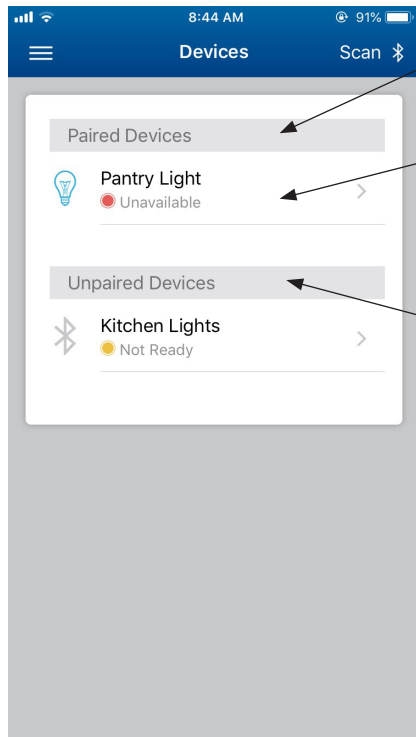 8:44 AM
91%
Devices
Scan
Paired Devices
Pantry Light
Unavailable
Unpaired Devices
Kitchen Lights
Not Ready